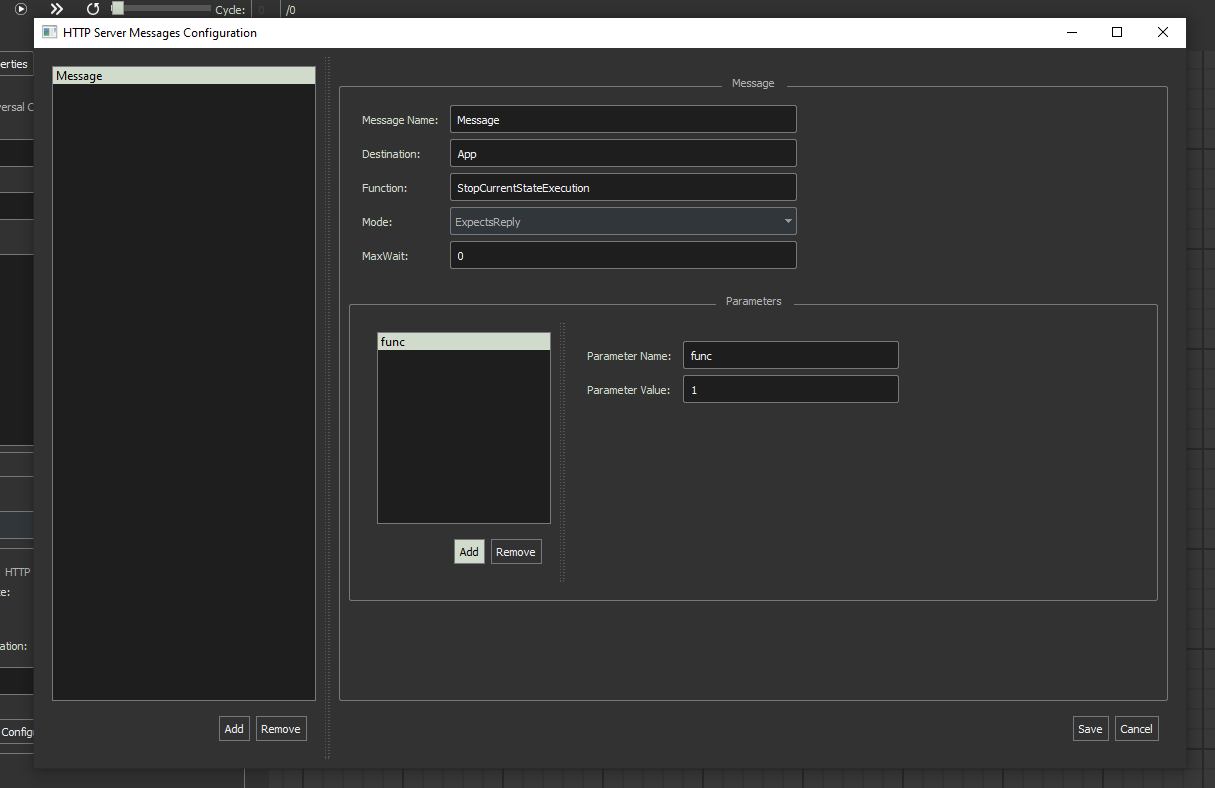 Cycle: 0 /0
HTTP Server Messages Configuration
erties
Message
Message
ersal C
Message Name: Message
Destination: App
Function: StopCurrentStateExecution
Mode: ExpectsReply
MaxWait: 0
Parameters
func
Parameter Name: func
Parameter Value: 1
Add Remove
HTTP
te:
ation:
Config
Add Remove
Save Cancel